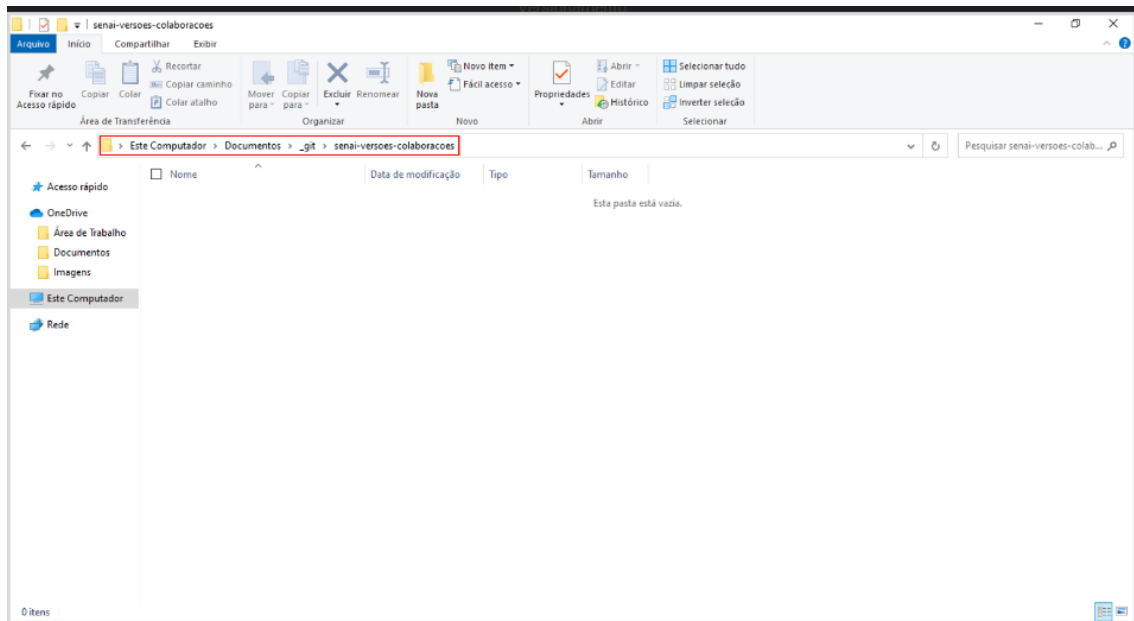 versionamento
senai-versoes-colaboracoes
Arquivo Início Compartilhar Exibir
Fixar no Acesso rápido
Copiar
Colar
Recortar
Copiar caminho
Colar atalho
Mover para
Copiar para
Excluir
Renomear
Nova pasta
Novo item
Fácil acesso
Propriedades
Abrir
Editar
Histórico
Selecionar tudo
Limpar seleção
Inverter seleção
Área de Transferência Organizar Novo Abrir Selecionar
Este Computador > Documentos > _git > senai-versoes-colaboracoes
Pesquisar senai-versoes-colab...
Nome Data de modificação Tipo Tamanho
Esta pasta está vazia.
Acesso rápido
OneDrive
Área de Trabalho
Documentos
Imagens
Este Computador
Rede
0 itens